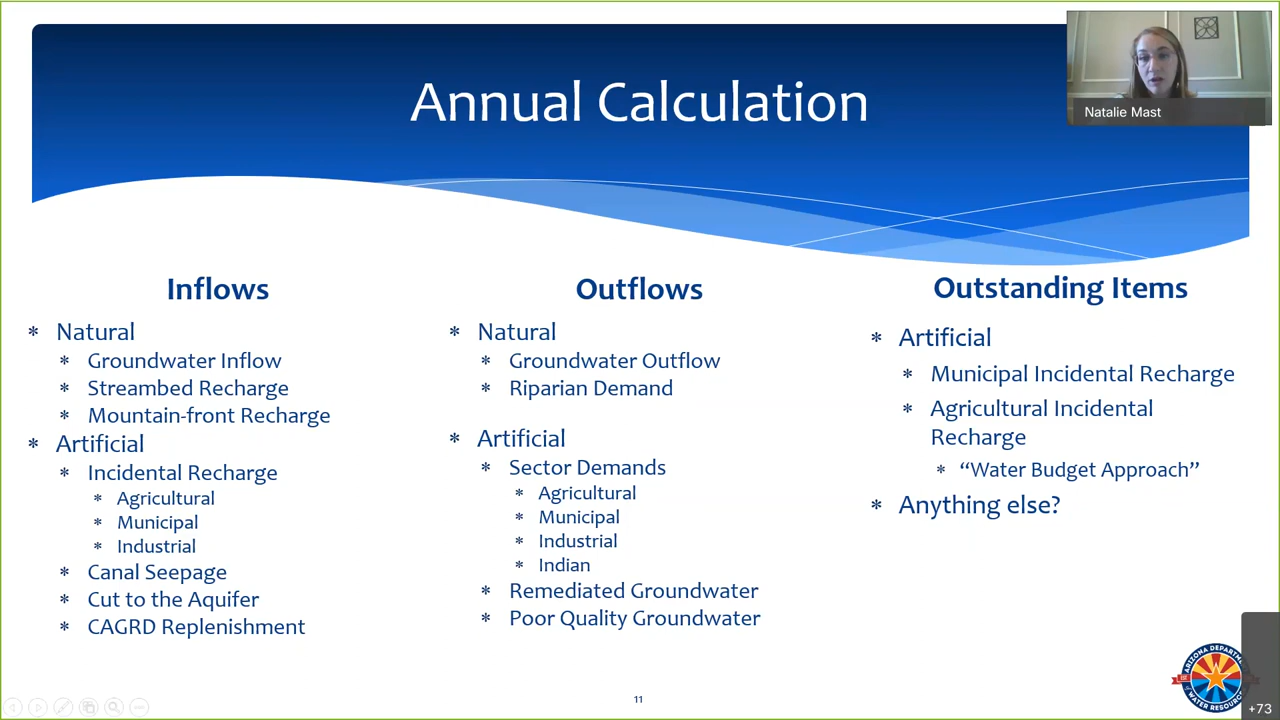 Annual Calculation
Natalie Mast
Inflows
* Natural
* Groundwater Inflow
* Streambed Recharge
* Mountain-front Recharge
* Artificial
* Incidental Recharge
* Agricultural
* Municipal
* Industrial
* Canal Seepage
* Cut to the Aquifer
* CAGRD Replenishment
Outflows
* Natural
* Groundwater Outflow
* Riparian Demand
* Artificial
* Sector Demands
* Agricultural
* Municipal
* Industrial
* Indian
* Remediated Groundwater
* Poor Quality Groundwater
Outstanding Items
* Artificial
* Municipal Incidental Recharge
* Agricultural Incidental
Recharge
* “Water Budget Approach”
* Anything else?
11
ARIZONA
WATER
+73